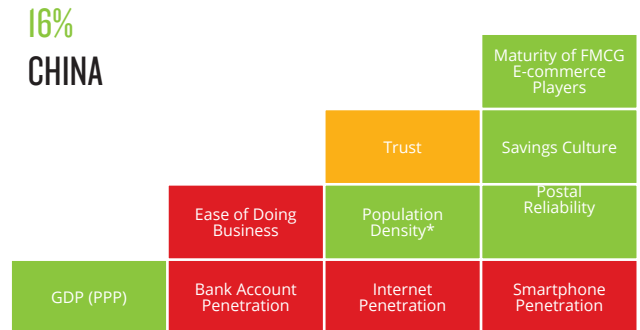 16%
CHINA
Maturity of FMCG
E-commerce
Players
Trust
Savings Culture
Ease of Doing
Business
Population
Density*
Postal
Reliability
GDP (PPP)
Bank Account
Penetration
Internet
Penetration
Smartphone
Penetration